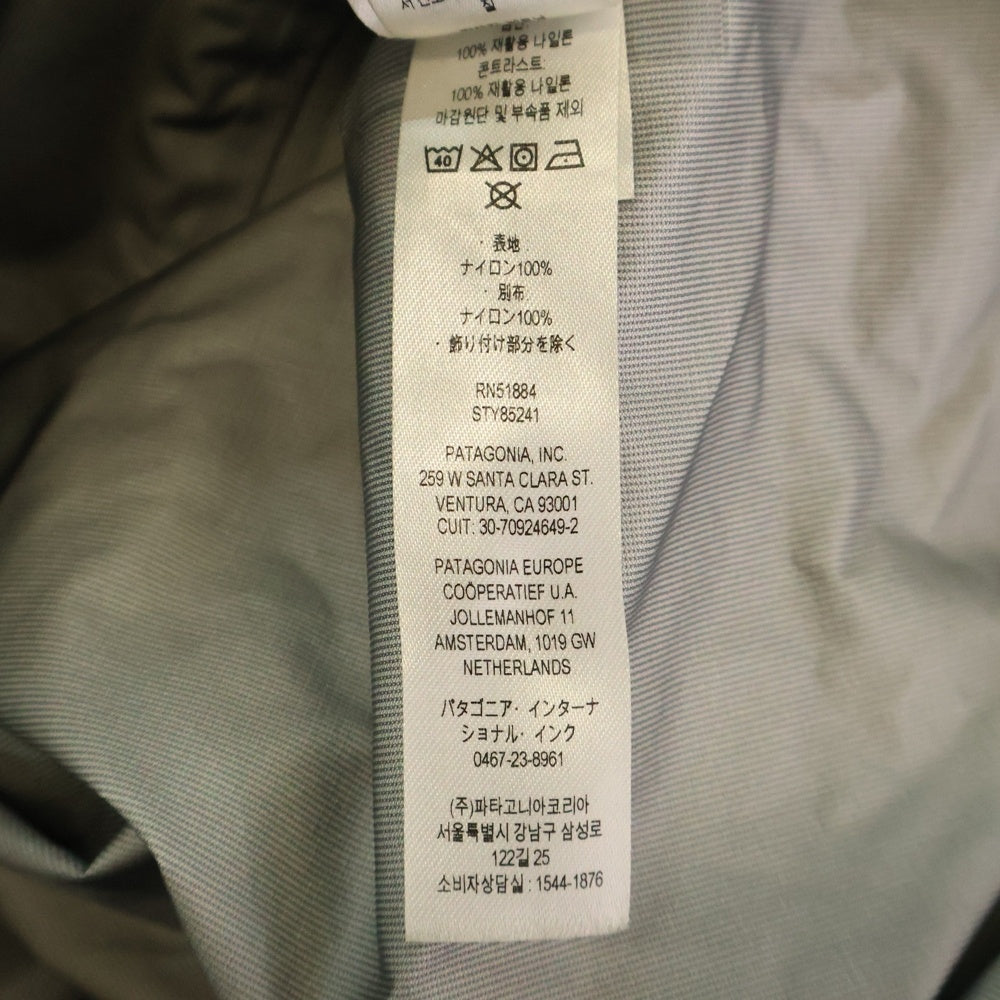 100% 재활용 나일론
콘트라스트:
100% 재활용 나일론
마감원단 및 부속품 제외
40
・表地
ナイロン100%
・別布
ナイロン100%
・飾り付け部分を除く
RN51884
STY85241
PATAGONIA, INC.
259 W SANTA CLARA ST.
VENTURA, CA 93001
CUIT: 30-70924649-2
PATAGONIA EUROPE
COÖPERATIEF U.A.
JOLLEMANHOF 11
AMSTERDAM, 1019 GW
NETHERLANDS
パタゴニア・インターナ
ショナル・インク
0467-23-8961
(주)파타고니아코리아
서울특별시 강남구 삼성로
122길 25
소비자상담실 : 1544-1876